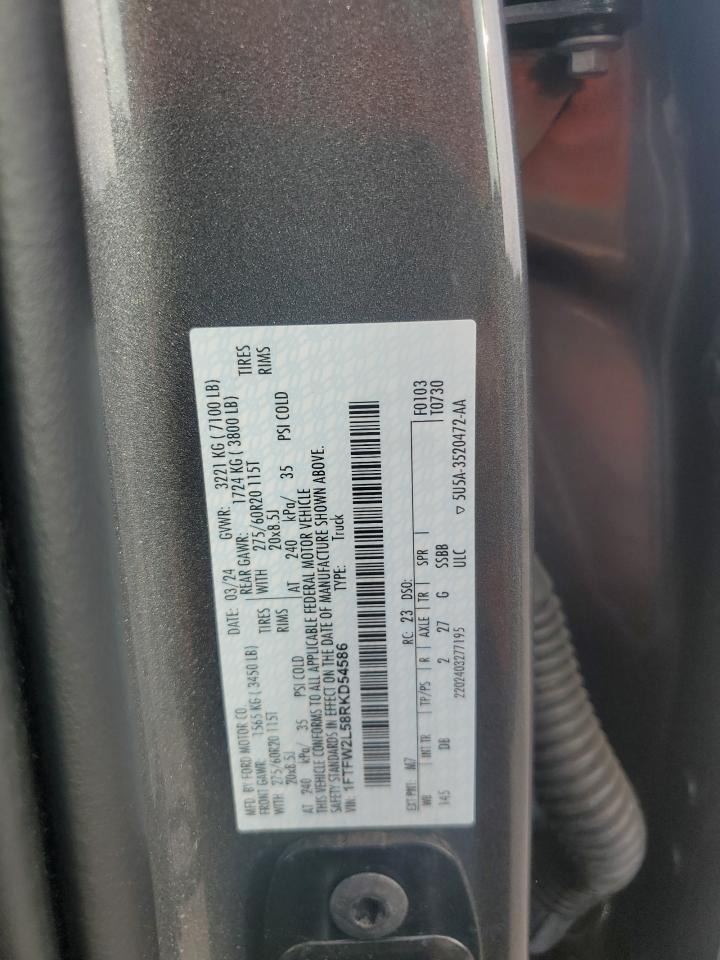 MFD. BY FORD MOTOR CO. DATE: 03/24 GVWR: 3221 KG ( 7100 LB)
FRONT GAWR: 1565 KG ( 3450 LB) REAR GAWR: 1724 KG ( 3800 LB)
WITH 275/60R20 115T TIRES WITH 275/60R20 115T TIRES
20x8.5J RIMS 20x8.5J RIMS
AT 240 kPa/ 35 PSI COLD AT 240 kPa/ 35 PSI COLD
THIS VEHICLE CONFORMS TO ALL APPLICABLE FEDERAL MOTOR VEHICLE
SAFETY STANDARDS IN EFFECT ON THE DATE OF MANUFACTURE SHOWN ABOVE.
VIN: 1FTFW2L58RKD54586 TYPE: Truck
EXT PNT: M7 RC: 23 DSO: F0103
WB INT TR TP/PS R AXLE TR SPR T0730
145 DB 2 27 G SSBB
2202403277195 ULC ▽ 5U5A-3520472-AA